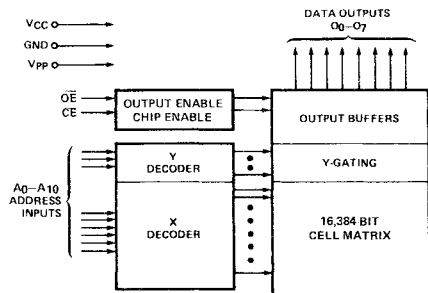 DATA OUTPUTS
O0–O7
VCC
GND
VPP
OE
CE
OUTPUT ENABLE
CHIP ENABLE
OUTPUT BUFFERS
Y
DECODER
Y-GATING
A0–A10
ADDRESS
INPUTS
X
DECODER
16,384-BIT
CELL MATRIX